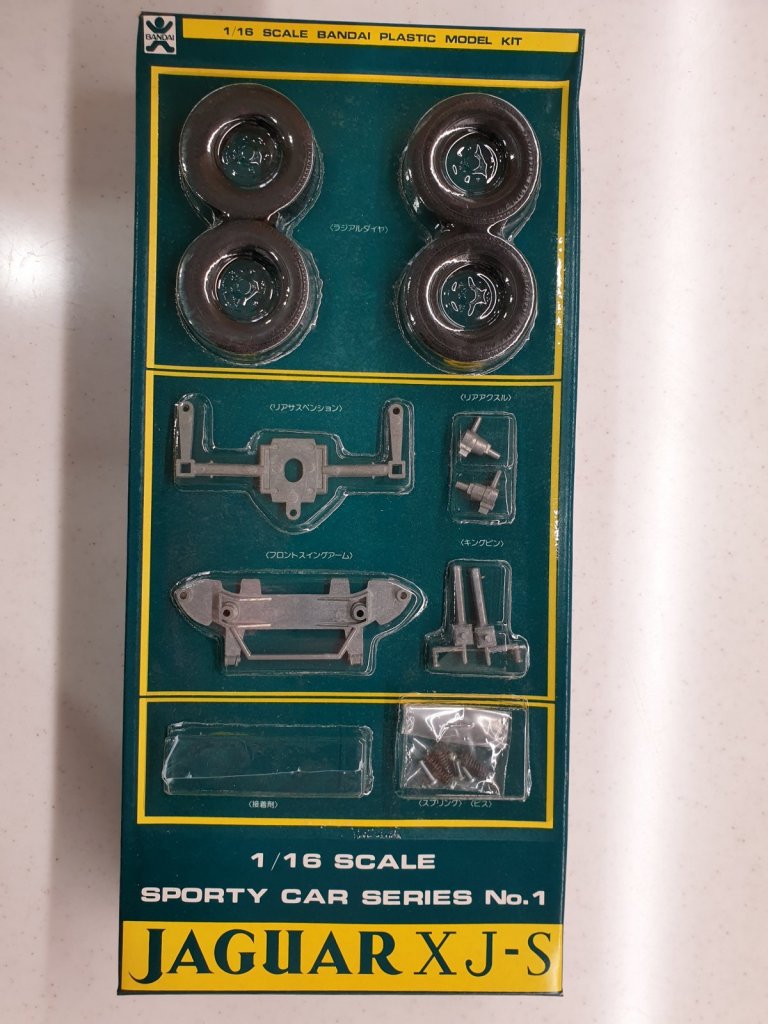 BANDAI
1/16 SCALE BANDAI PLASTIC MODEL KIT
〈ラジアルタイヤ〉
〈リアサスペンション〉
〈リアアクスル〉
〈フロントスイングアーム〉
〈キングピン〉
〈接着剤〉
〈スプリング〉 〈ビス〉
1/16 SCALE
SPORTY CAR SERIES No.1
JAGUAR XJ-S